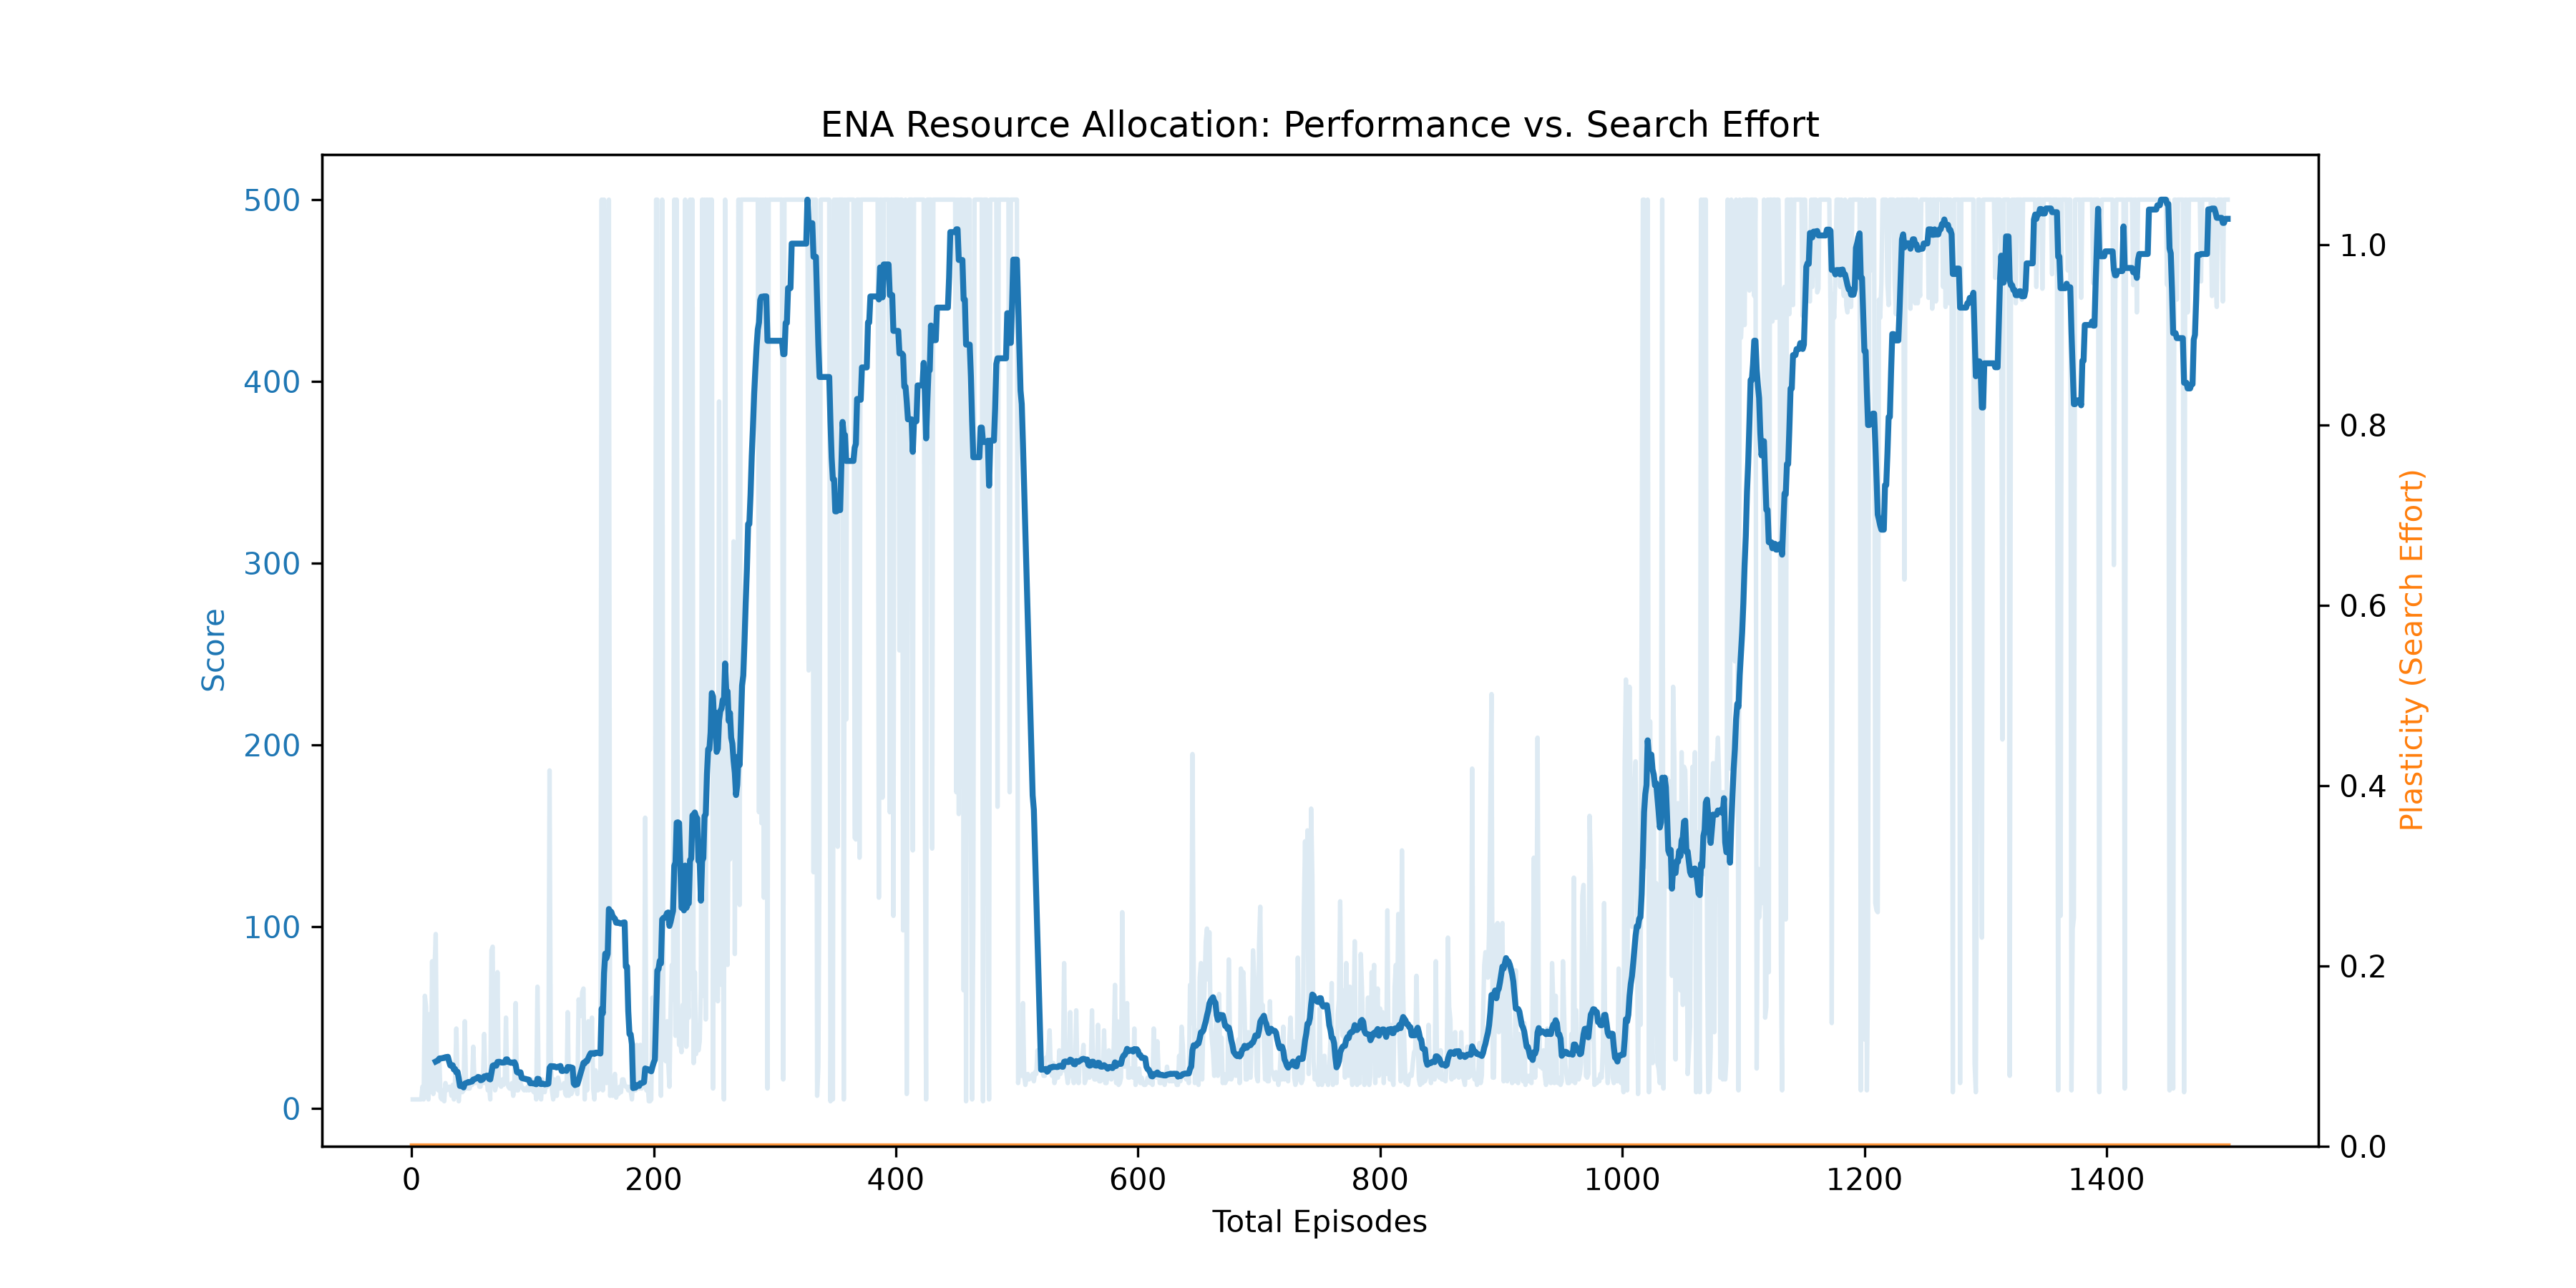 ENA Resource Allocation: Performance vs. Search Effort
500
400
300
200
100
0
Score
1.0
0.8
0.6
0.4
0.2
0.0
Plasticity (Search Effort)
0 200 400 600 800 1000 1200 1400
Total Episodes